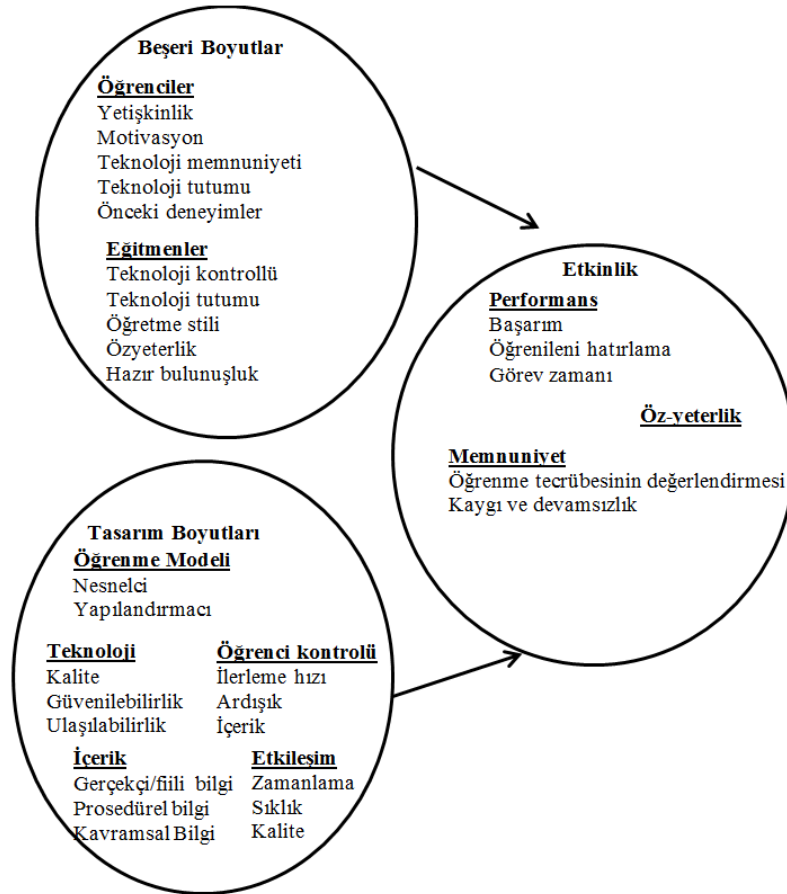 Beşeri Boyutlar
Öğrenciler
Yetişkinlik
Motivasyon
Teknoloji memnuniyeti
Teknoloji tutumu
Önceki deneyimler
Eğitmenler
Teknoloji kontrollü
Teknoloji tutumu
Öğretme stili
Özyeterlik
Hazır bulunuşluk
Etkinlik
Performans
Başarım
Öğrenileni hatırlama
Görev zamanı
Öz-yeterlik
Memnuniyet
Öğrenme tecrübesinin değerlendirmesi
Kaygı ve devamsızlık
Tasarım Boyutları
Öğrenme Modeli
Nesnelci
Yapılandırmacı
Teknoloji
Kalite
Güvenilebilirlik
Ulaşılabilirlik
Öğrenci kontrolü
İlerleme hızı
Ardışık
İçerik
İçerik
Gerçekçi/fiili bilgi
Prosedürel bilgi
Kavramsal Bilgi
Etkileşim
Zamanlama
Sıklık
Kalite